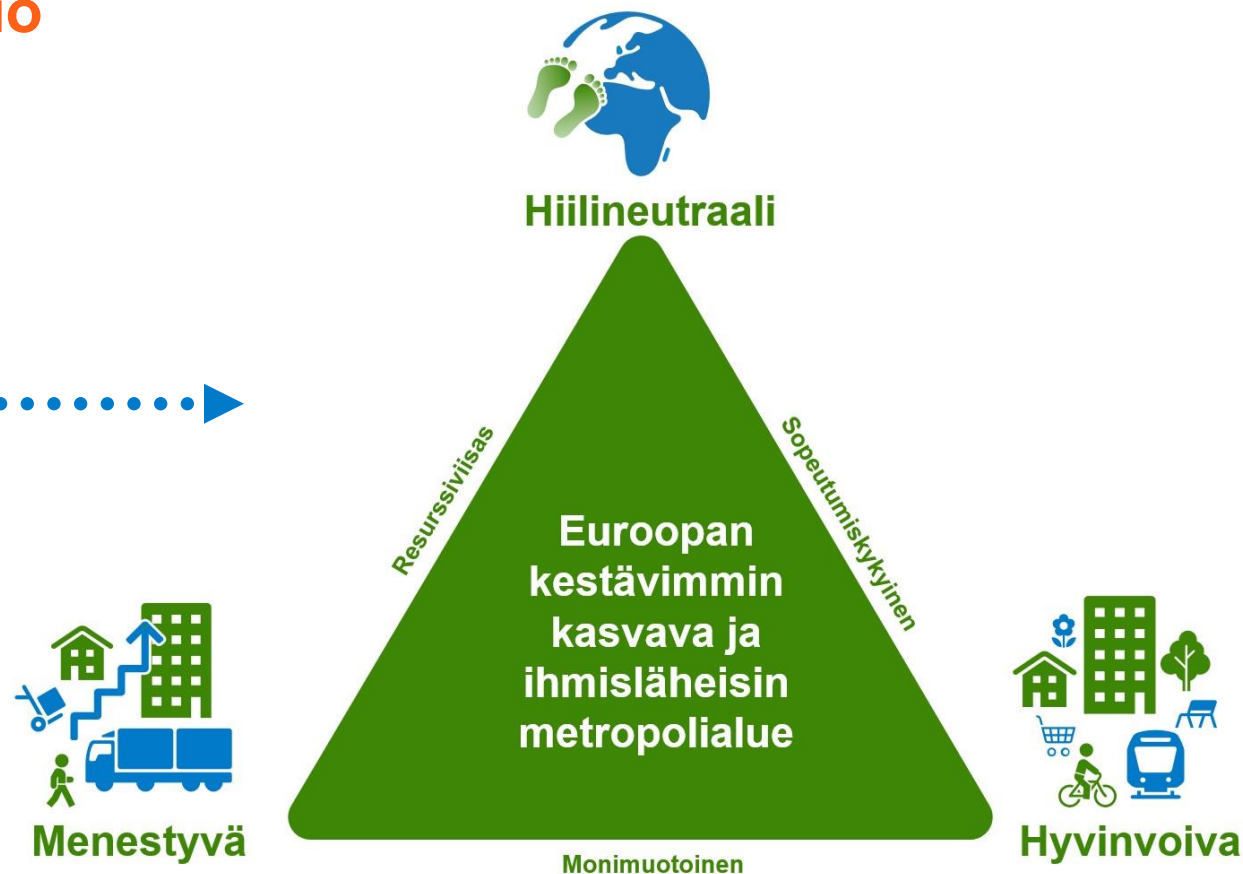 Hiilineutraali
Resurssiviisas
Sopeutumiskykyinen
Euroopan
kestävimmin
kasvava ja
ihmisläheisin
metropolialue
Menestyvä
Hyvinvoiva
Monimuotoinen